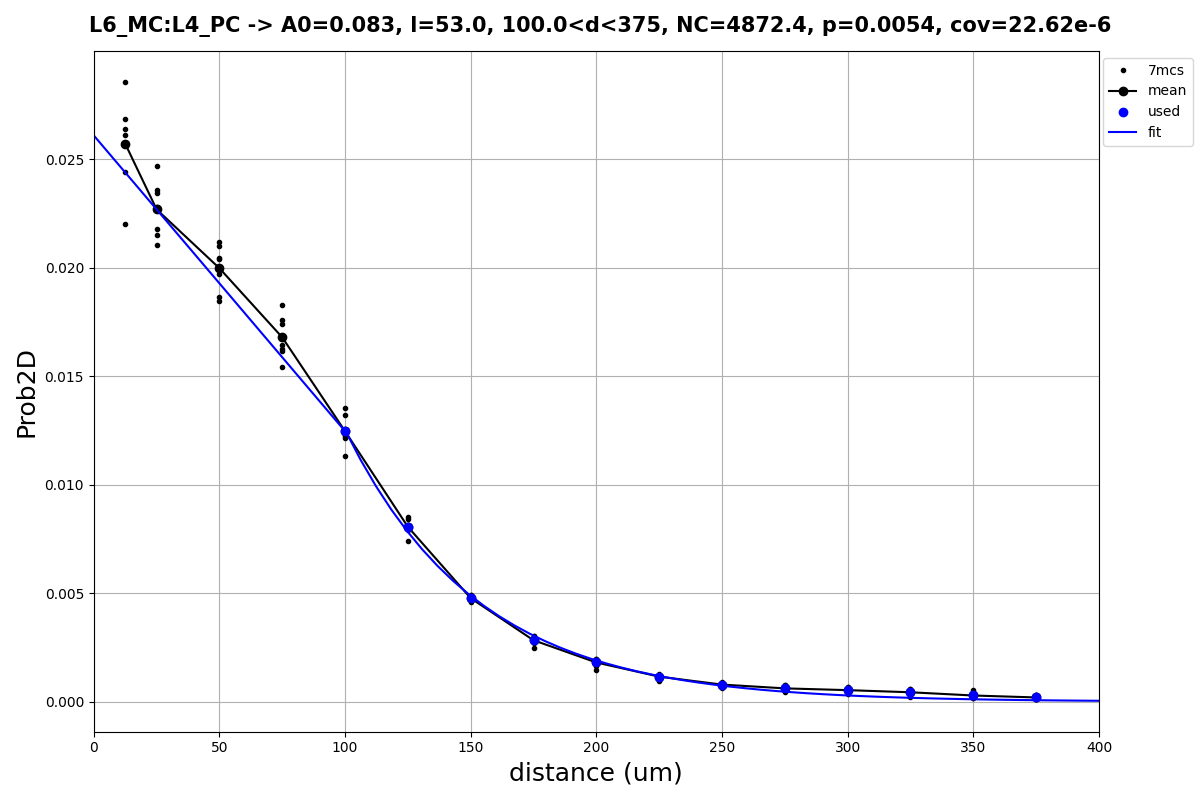 L6_MC:L4_PC -> A0=0.083, l=53.0, 100.0<d<375, NC=4872.4, p=0.0054, cov=22.62e-6
7mcs
mean
used
fit
Prob2D
0.025
0.020
0.015
0.010
0.005
0.000
0 50 100 150 200 250 300 350 400
distance (um)